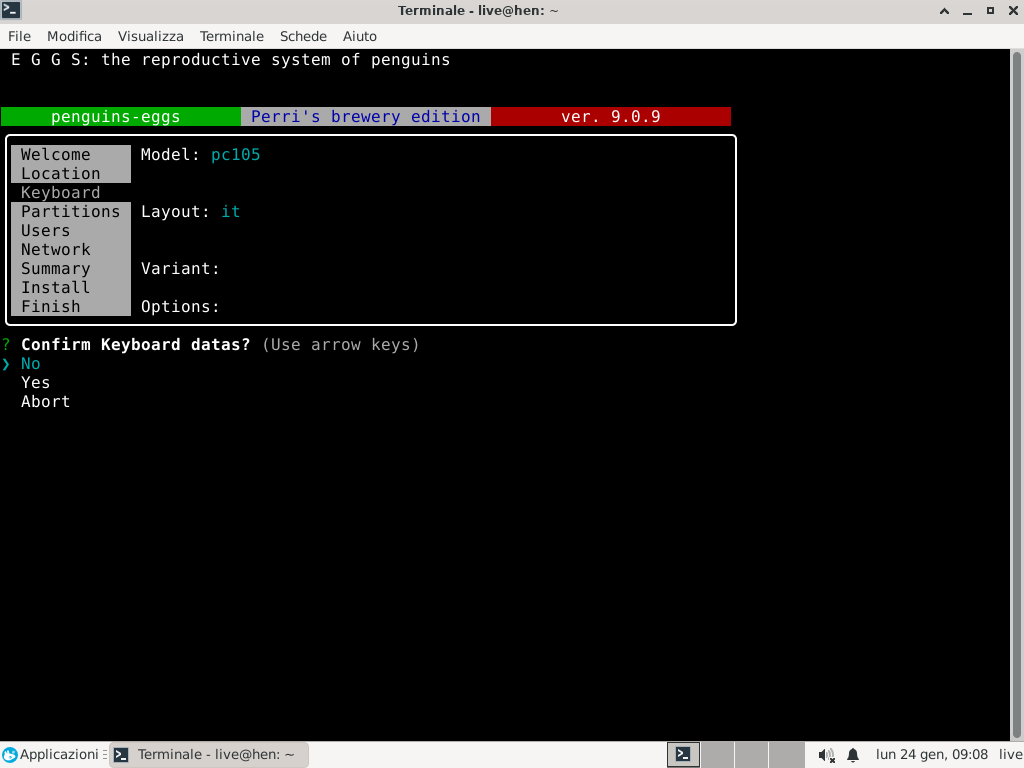 Terminale - live@hen: ~
File Modifica Visualizza Terminale Schede Aiuto
E G G S: the reproductive system of penguins
penguins-eggs Perri's brewery edition ver. 9.0.9
Welcome Model: pc105
Location
Keyboard
Partitions Layout: it
Users
Network
Summary Variant:
Install
Finish Options:
? Confirm Keyboard datas? (Use arrow keys)
❯ No
Yes
Abort
Applicazioni Terminale - live@hen: ~ lun 24 gen, 09:08 live